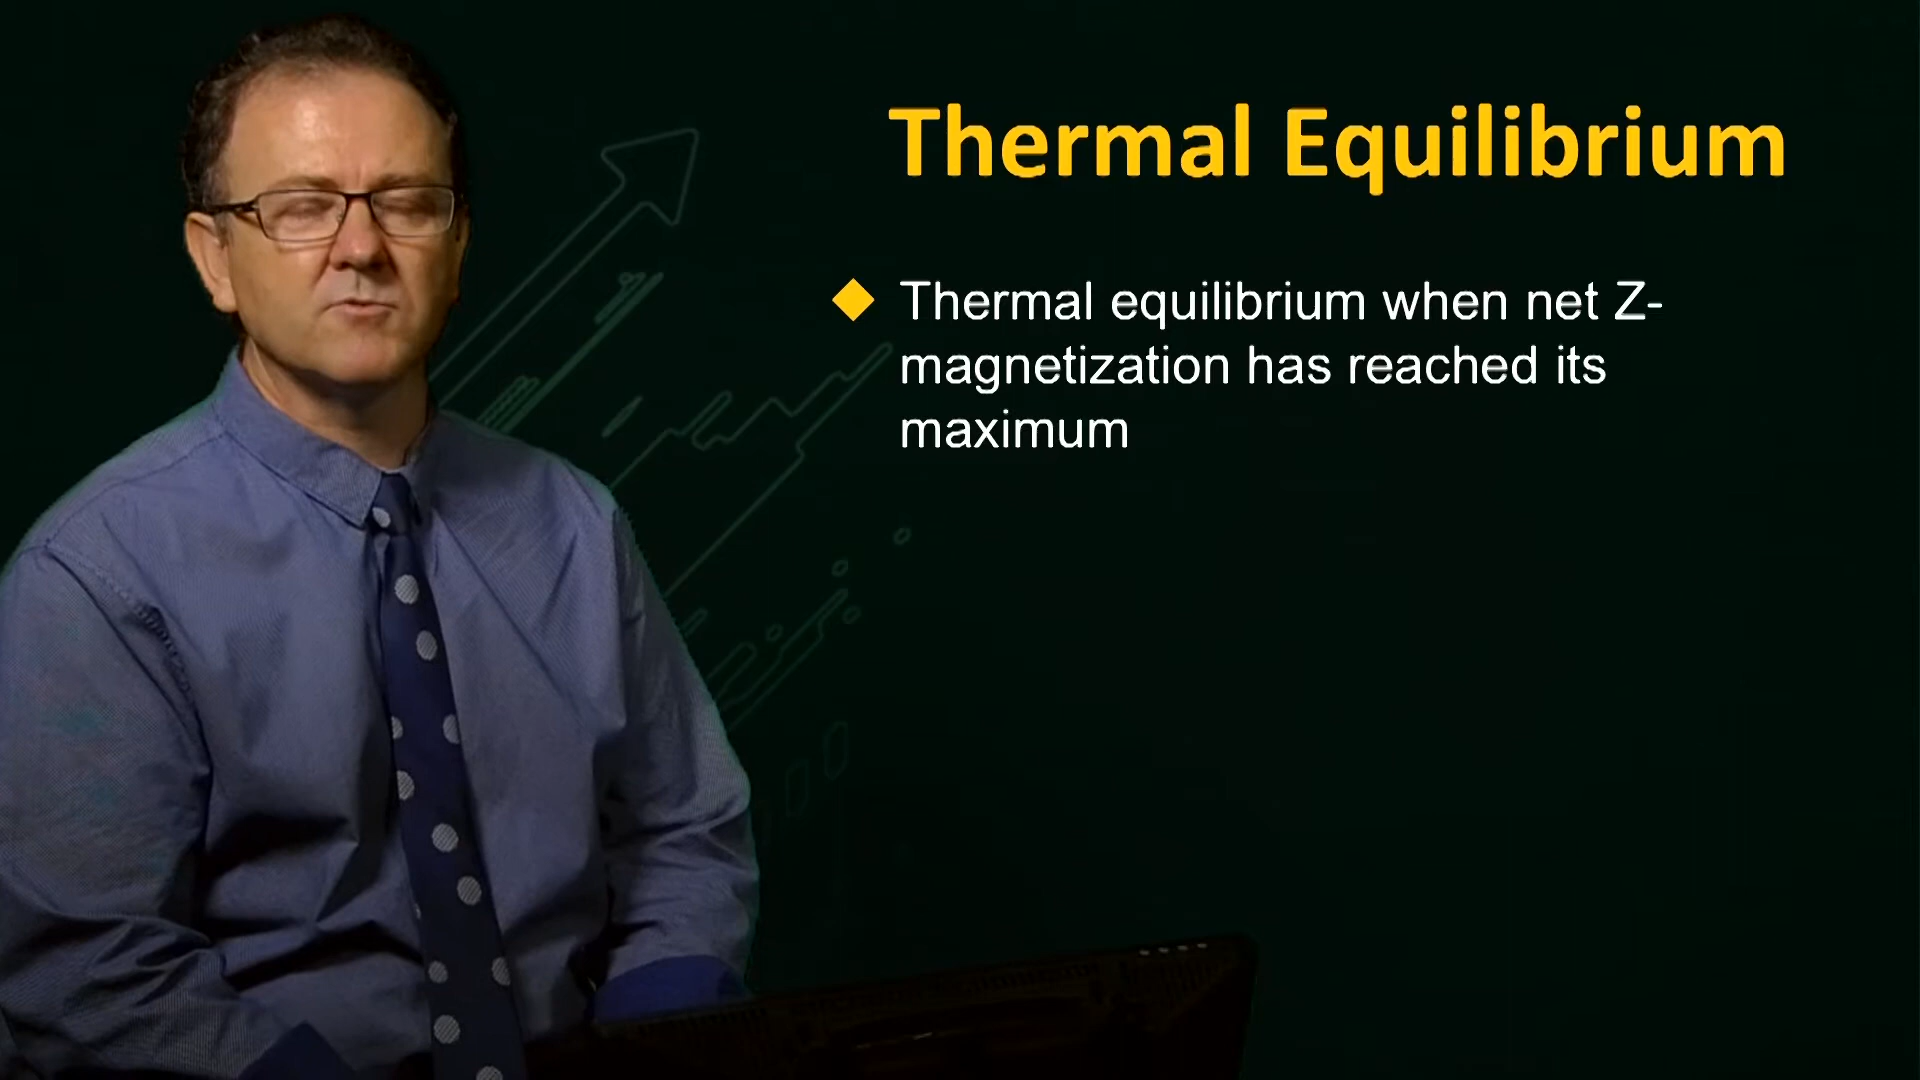 Thermal Equilibrium
Thermal equilibrium when net Z-
magnetization has reached its
maximum